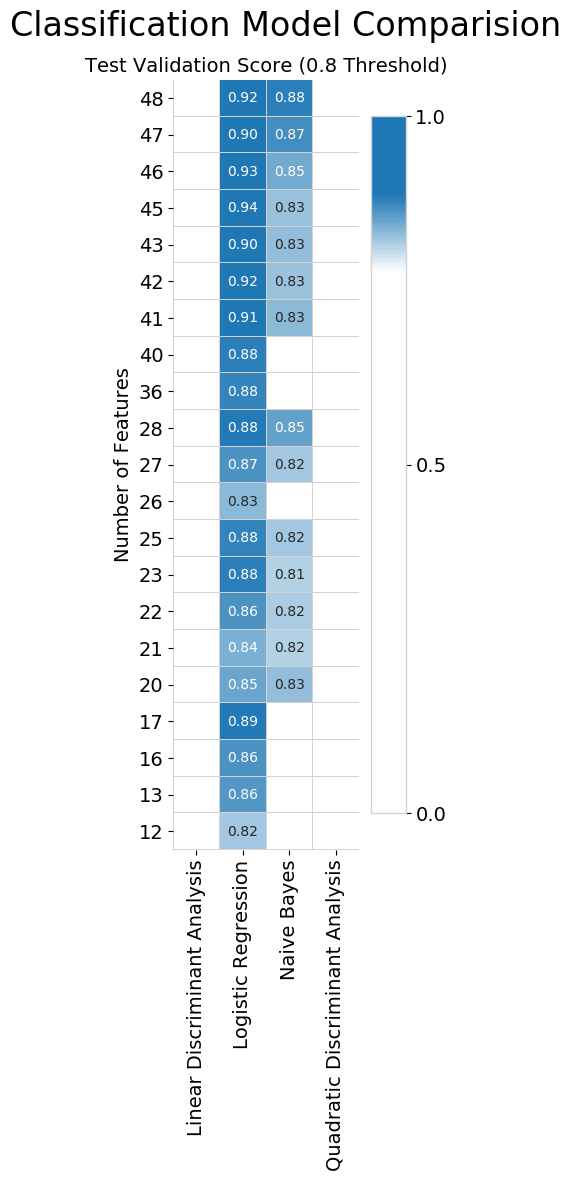 Classification Model Comparision
Test Validation Score (0.8 Threshold)
48 0.92 0.88
47 0.90 0.87
46 0.93 0.85
45 0.94 0.83
43 0.90 0.83
42 0.92 0.83
41 0.91 0.83
40 0.88
36 0.88
28 0.88 0.85
27 0.87 0.82
26 0.83
25 0.88 0.82
23 0.88 0.81
22 0.86 0.82
21 0.84 0.82
20 0.85 0.83
17 0.89
16 0.86
13 0.86
12 0.82
Number of Features
Linear Discriminant Analysis
Logistic Regression
Naive Bayes
Quadratic Discriminant Analysis
1.0
0.5
0.0